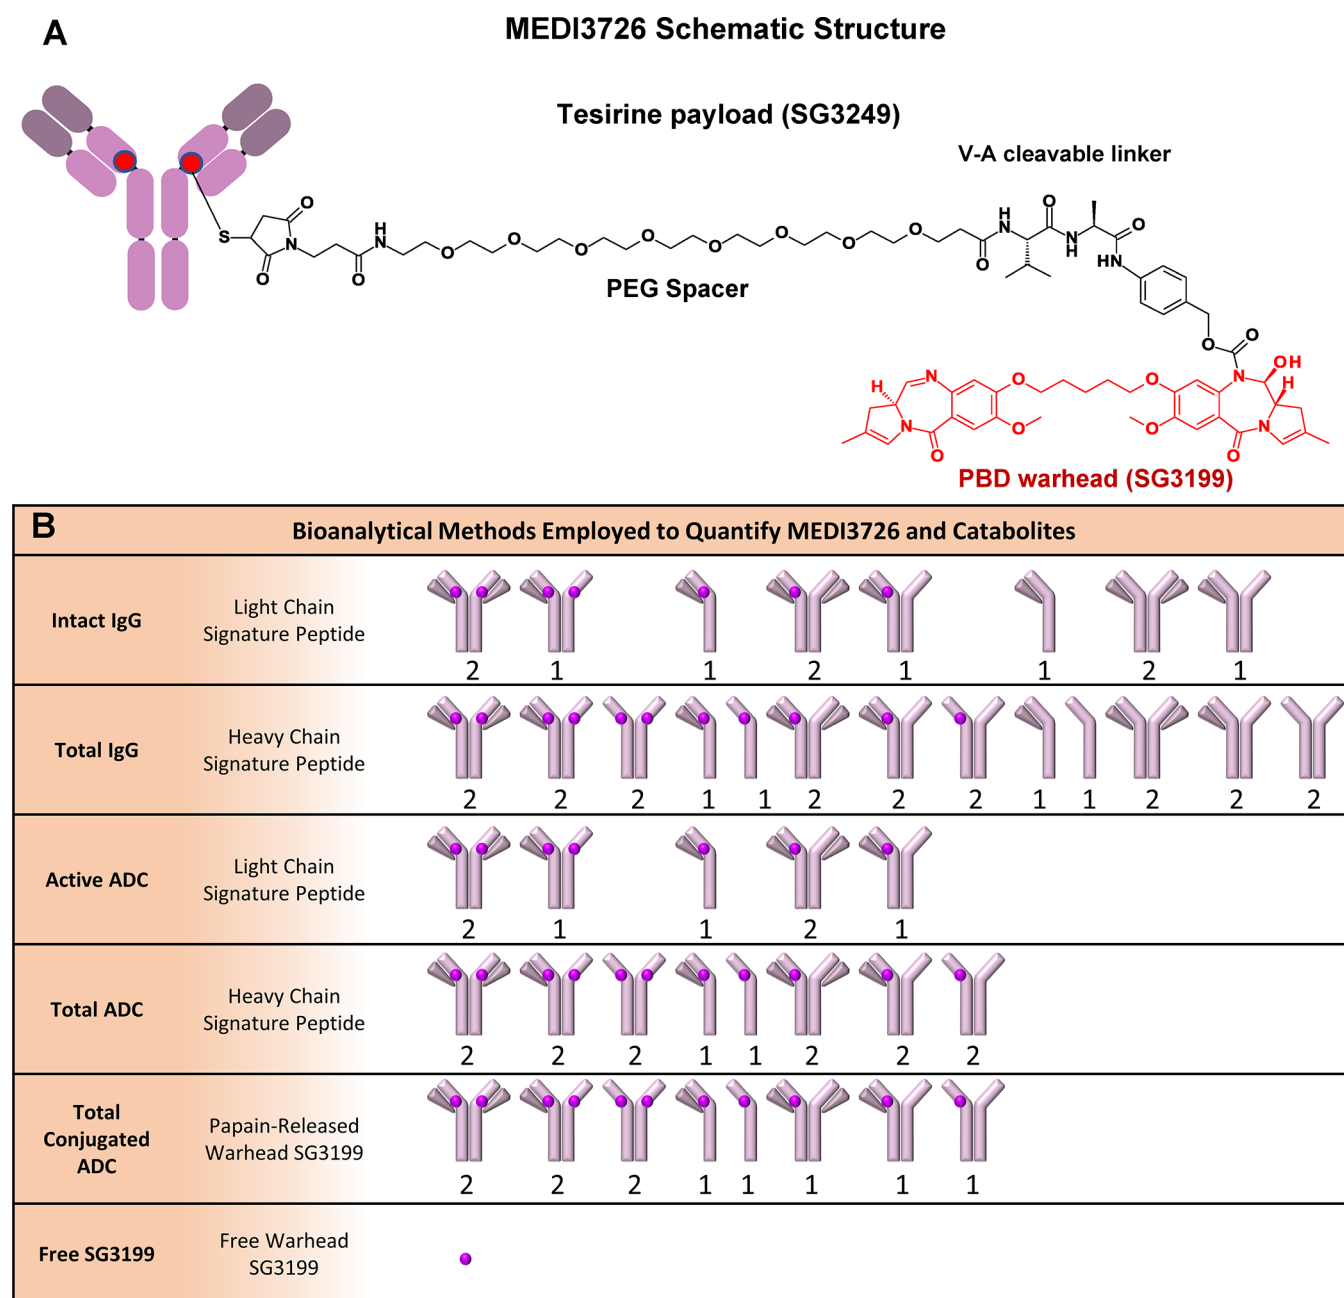 A
MEDI3726 Schematic Structure
Tesirine payload (SG3249)
V-A cleavable linker
S
O
O
N
O
H
N
O
O
O
O
O
O
O
O
O
H
N
O
N
H
O
HN
O
O
PEG Spacer
H
N
N
O
O
O
O
O
N
OH
H
N
O
PBD warhead (SG3199)
B
Bioanalytical Methods Employed to Quantify MEDI3726 and Catabolites
Intact IgG
Light Chain
Signature Peptide
2 1 1 2 1 1 2 1
Total IgG
Heavy Chain
Signature Peptide
2 2 2 1 1 2 2 2 1 1 2 2 2
Active ADC
Light Chain
Signature Peptide
2 1 1 2 1
Total ADC
Heavy Chain
Signature Peptide
2 2 2 1 1 2 2 2
Total
Conjugated
ADC
Papain-Released
Warhead SG3199
2 2 2 1 1 1 1 1
Free SG3199
Free Warhead
SG3199